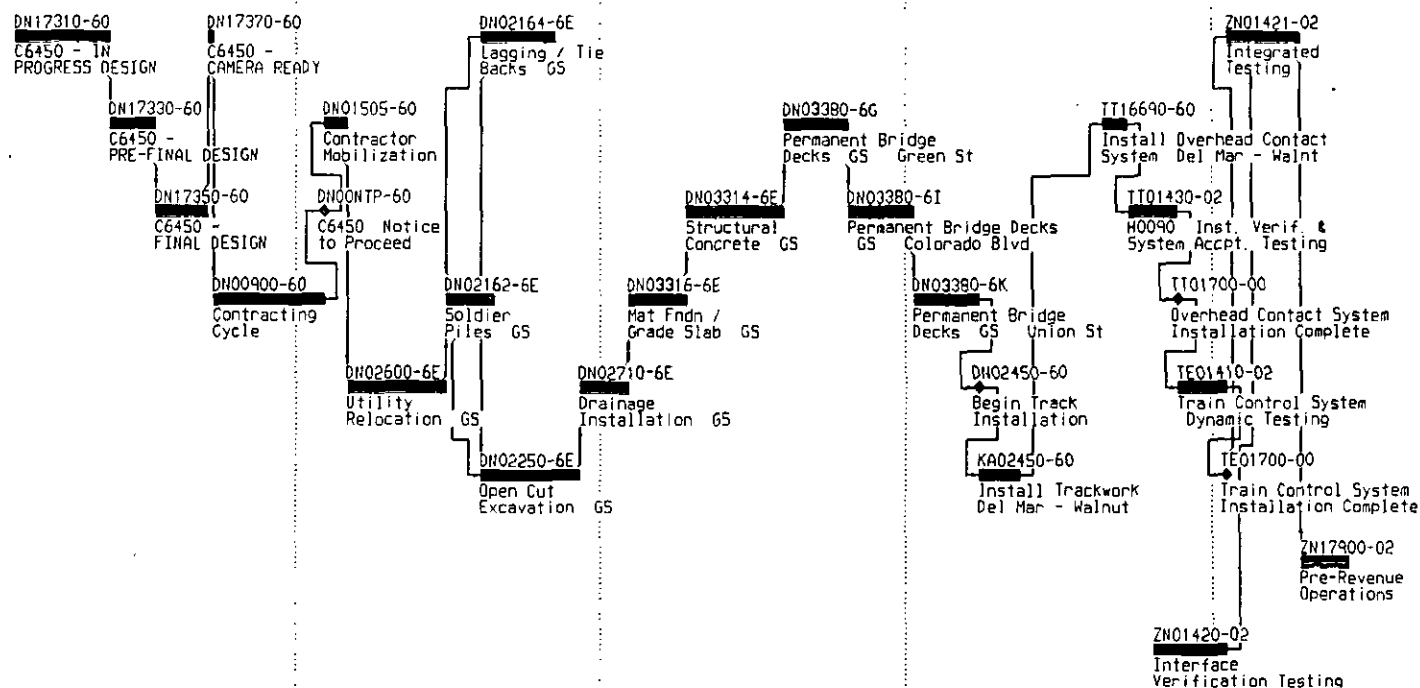 DN17310-60
C6450 - IN
PROGRESS DESIGN
DN17370-60
C6450 -
CAMERA READY
DN02164-6E
Lagging / Tie
Backs GS
ZN01421-02
Integrated
Testing
DN17330-60
C6450 -
PRE-FINAL DESIGN
DN01505-60
Contractor
Mobilization
DN03380-6G
Permanent Bridge
Decks GS Green St
TT16690-60
Install Overhead Contact
System Del Mar - Walnt
DN17350-60
C6450 -
FINAL DESIGN
DN00NTP-60
C6450 Notice
to Proceed
DN03314-6E
Structural
Concrete GS
DN03380-6I
Permanent Bridge Decks
GS Colorado Blvd
TT01430-02
H0090 Inst. Verif. &
System Accpt. Testing
DN00900-60
Contracting
Cycle
DN02162-6E
Soldier
Piles GS
DN03316-6E
Mat Fndn /
Grade Slab GS
DN03380-6K
Permanent Bridge
Decks GS Union St
TT01700-00
Overhead Contact System
Installation Complete
DN02600-6E
Utility
Relocation GS
DN02710-6E
Drainage
Installation GS
DN02450-60
Begin Track
Installation
TE01410-02
Train Control System
Dynamic Testing
DN02250-6E
Open Cut
Excavation GS
KA02450-60
Install Trackwork
Del Mar - Walnut
TE01700-00
Train Control System
Installation Complete
ZN17900-02
Pre-Revenue
Operations
ZN01420-02
Interface
Verification Testing